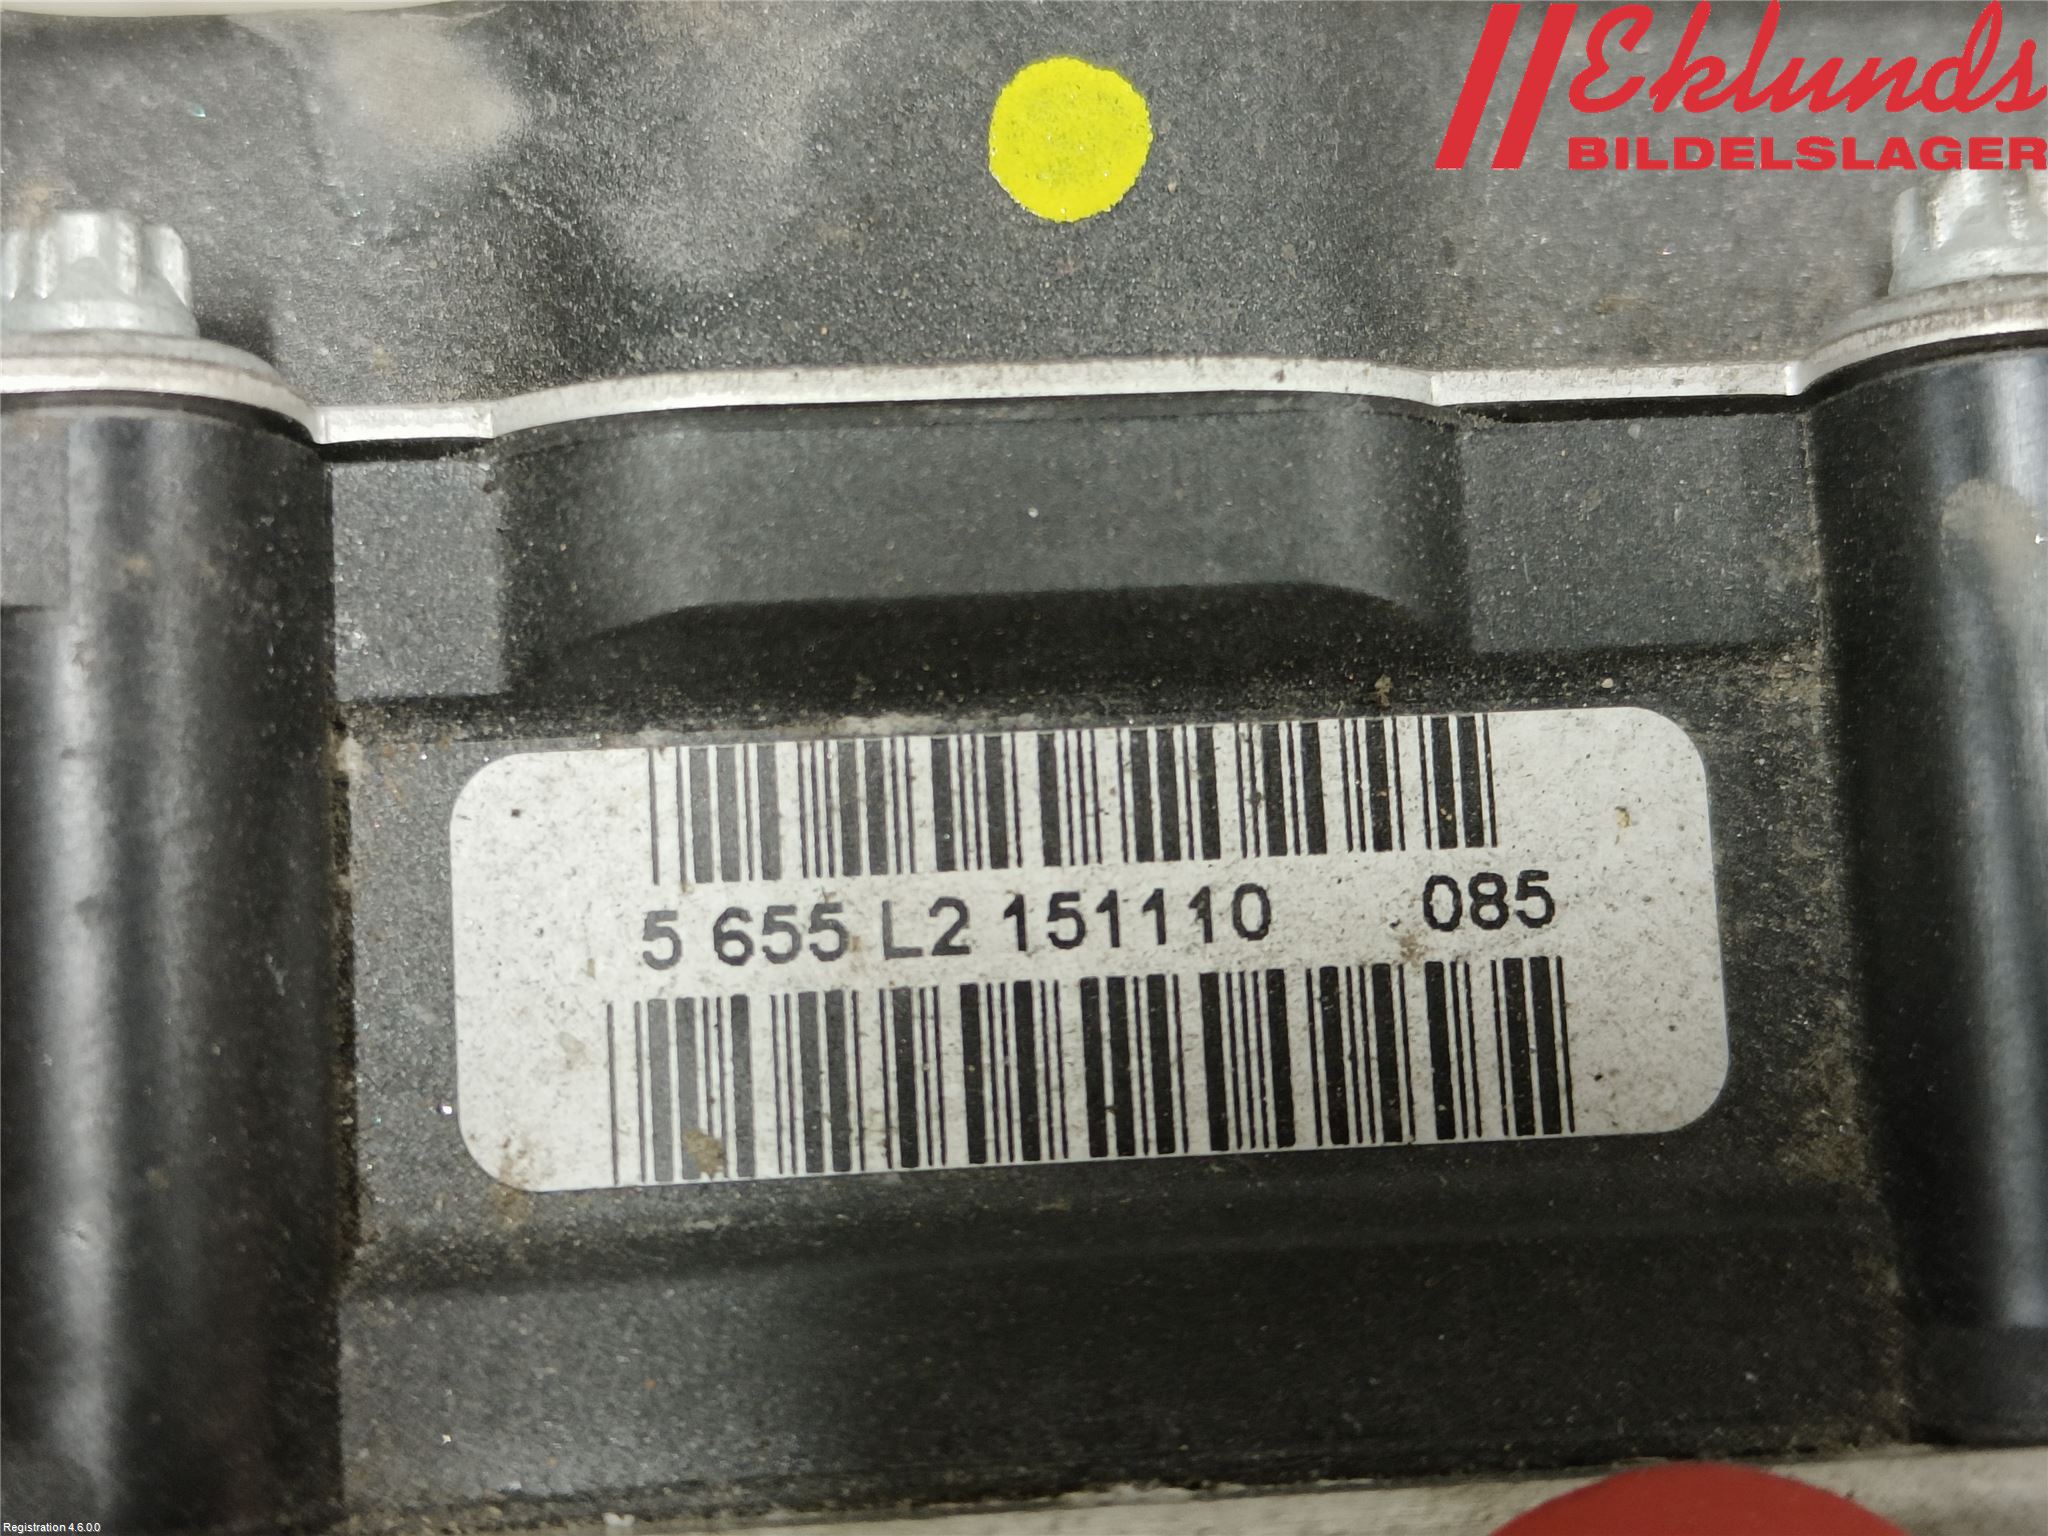 Eklunds
BILDELSLAGER
5 655 L2 151110 085
Registration 4.6.0.0